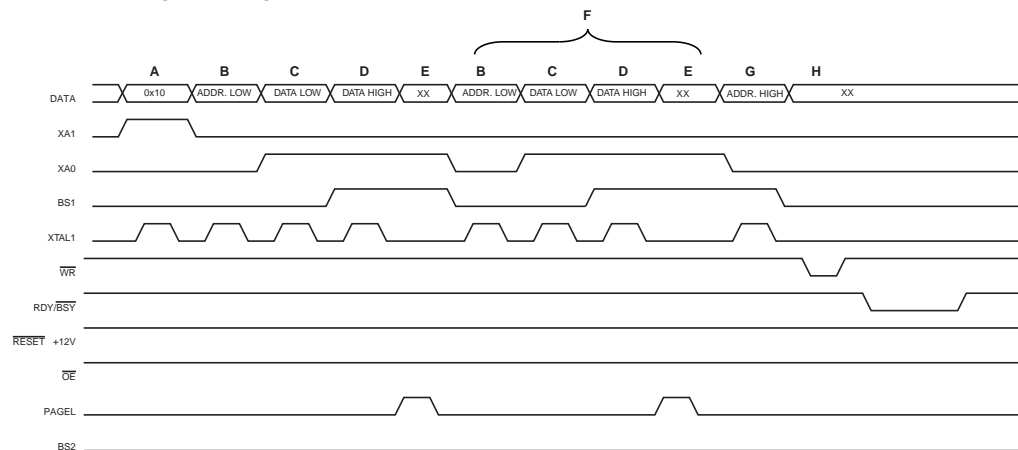 F
A B C D E B C D E G H
DATA 0x10 ADDR. LOW DATA LOW DATA HIGH XX ADDR. LOW DATA LOW DATA HIGH XX ADDR. HIGH XX
XA1
XA0
BS1
XTAL1
WR
RDY/BSY
RESET +12V
OE
PAGEL
BS2